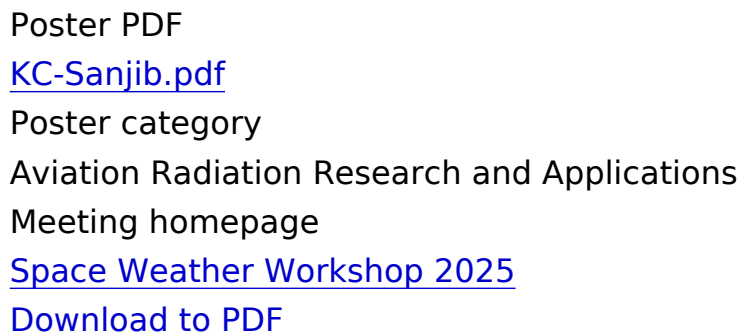 Poster PDF
KC-Sanjib.pdf
Poster category
Aviation Radiation Research and Applications
Meeting homepage
Space Weather Workshop 2025
Download to PDF